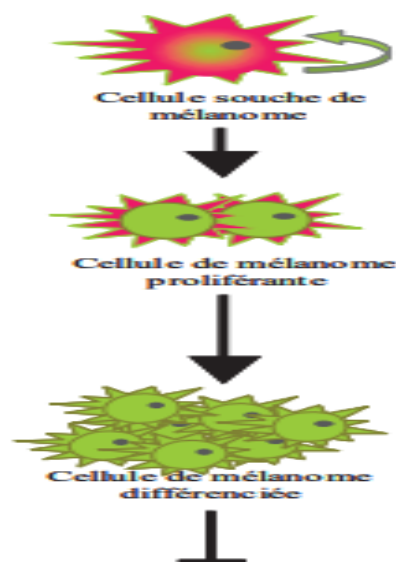 Cellule souche de
mélanome
Cellule de mélanome
proliférante
Cellule de mélanome
différenciée